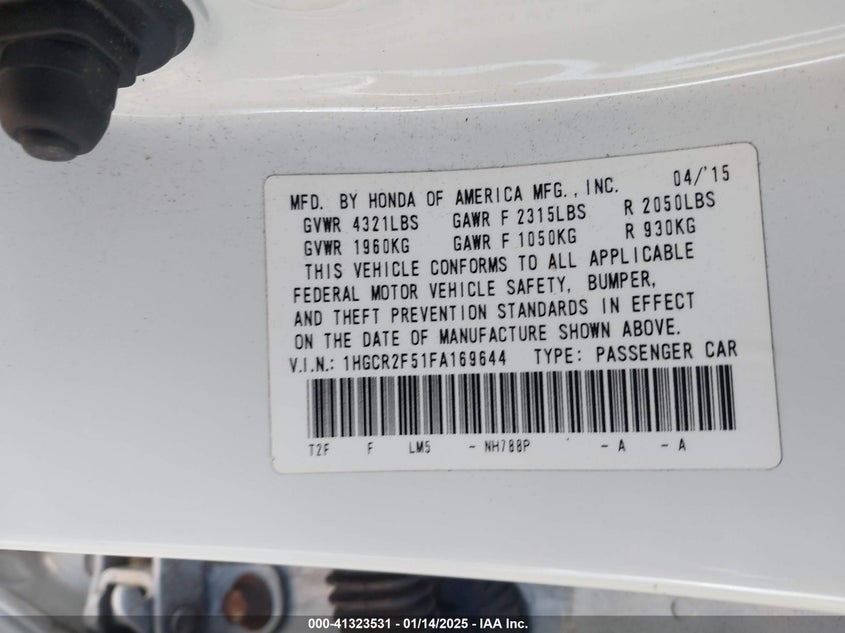 MFD. BY HONDA OF AMERICA MFG., INC. 04/'15
GVWR 4321LBS GAWR F 2315LBS R 2050LBS
GVWR 1960KG GAWR F 1050KG R 930KG
THIS VEHICLE CONFORMS TO ALL APPLICABLE
FEDERAL MOTOR VEHICLE SAFETY, BUMPER,
AND THEFT PREVENTION STANDARDS IN EFFECT
ON THE DATE OF MANUFACTURE SHOWN ABOVE.
V.I.N.: 1HGCR2F51FA169644 TYPE: PASSENGER CAR
T2F F LM5 - NH788P - A - A
000-41323531 - 01/14/2025 - IAA Inc.